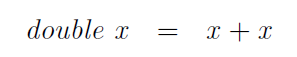 double x = x + x